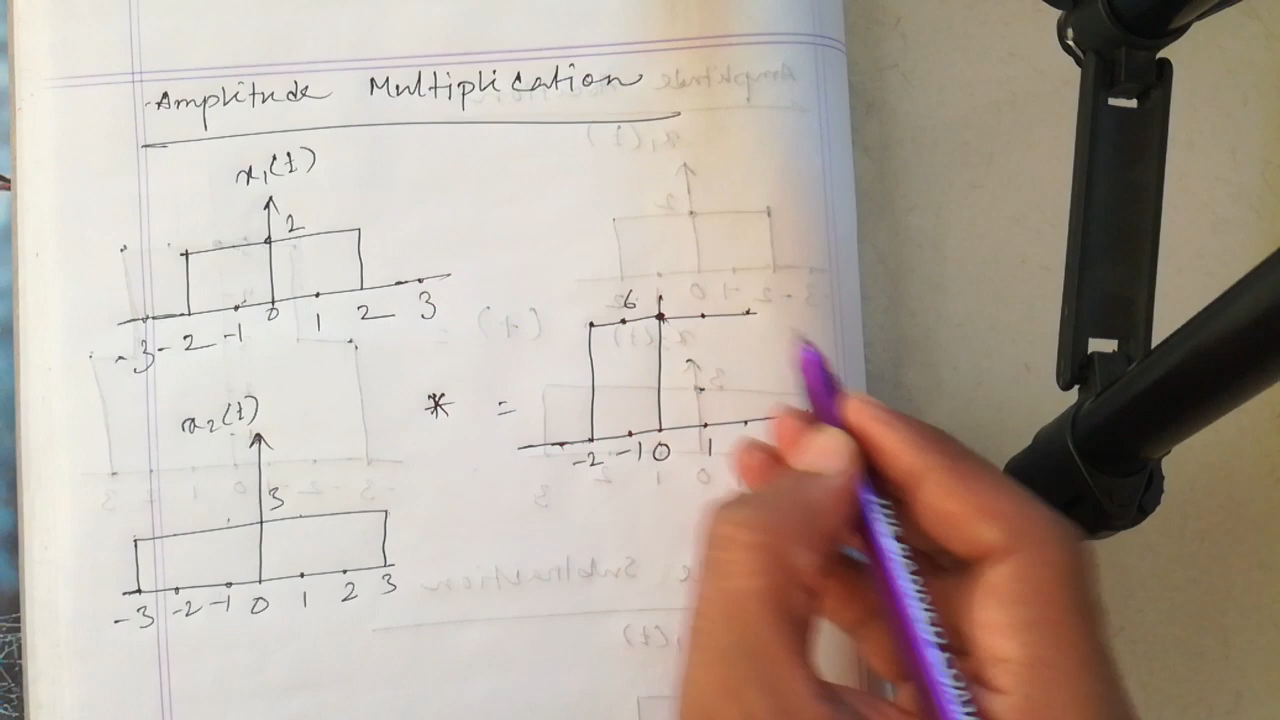 Amplitude Multiplication
x₁(t)
2
-3 -2 -1 0 1 2 3
x₂(t)
3
-3 -2 -1 0 1 2 3
* =
6
-2 -1 0 1